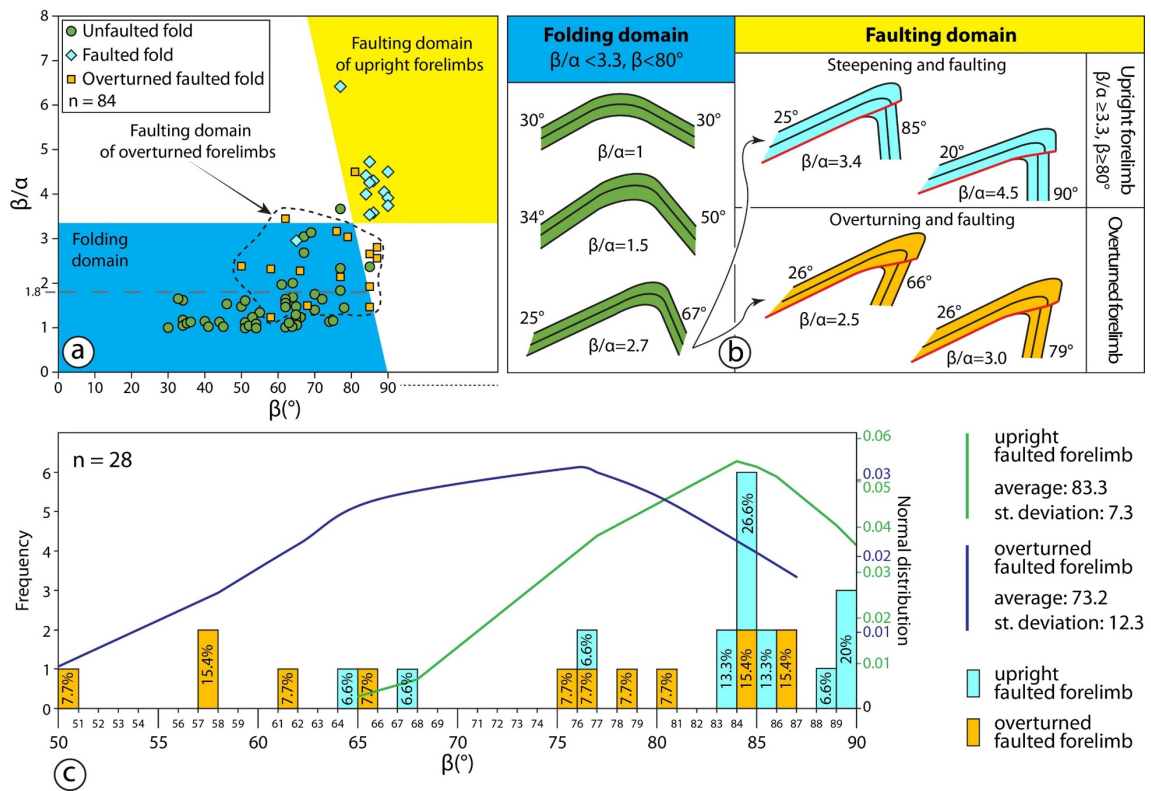 8
7
6
5
4
3
2
1
0
1.8
β/α
Unfaulted fold
Faulted fold
Overturned faulted fold
n = 84
Faulting domain
of upright forelimbs
Faulting domain
of overturned forelimbs
Folding
domain
a
0 10 20 30 40 50 60 70 80 90
β(°)
Folding domain
β/α <3.3, β<80°
Faulting domain
30° 30°
β/α=1
34° 50°
β/α=1.5
25° 67°
β/α=2.7
b
Steepening and faulting
25° 85°
β/α=3.4
20° 90°
β/α=4.5
Upright forelimb
β/α ≥3.3, β≥80°
Overturning and faulting
26° 66°
β/α=2.5
26° 79°
β/α=3.0
Overturned forelimb
n = 28
Frequency
6
5
4
3
2
1
0
7.7%
15.4%
7.7%
6.6%
7.7%
6.6%
7.7%
6.6%
7.7%
7.7%
7.7%
13.3%
26.6%
15.4%
13.3%
15.4%
6.6%
20%
51 52 53 54 56 57 58 59 61 62 63 64 66 67 68 69 71 72 73 74 76 77 78 79 81 82 83 84 86 87 88 89
50 55 60 65 70 75 80 85 90
β(°)
c
0.06
0.03
0.05
0.04
0.02
0.03
0.02
0.01
0.01
0
Normal distribution
upright
faulted forelimb
average: 83.3
st. deviation: 7.3
overturned
faulted forelimb
average: 73.2
st. deviation: 12.3
upright
faulted forelimb
overturned
faulted forelimb